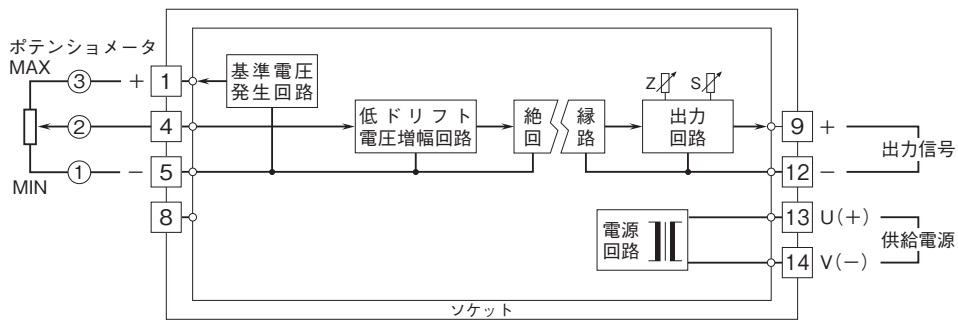 ポテンショメータ
MAX
③
+
1
基準電圧
発生回路
Z
S
②
4
低ドリフト
電圧増幅回路
絶
回
縁
路
出力
回路
9
+
出力信号
MIN
①
−
5
12
−
8
電源
回路
13
U(+)
供給電源
14
V(−)
ソケット